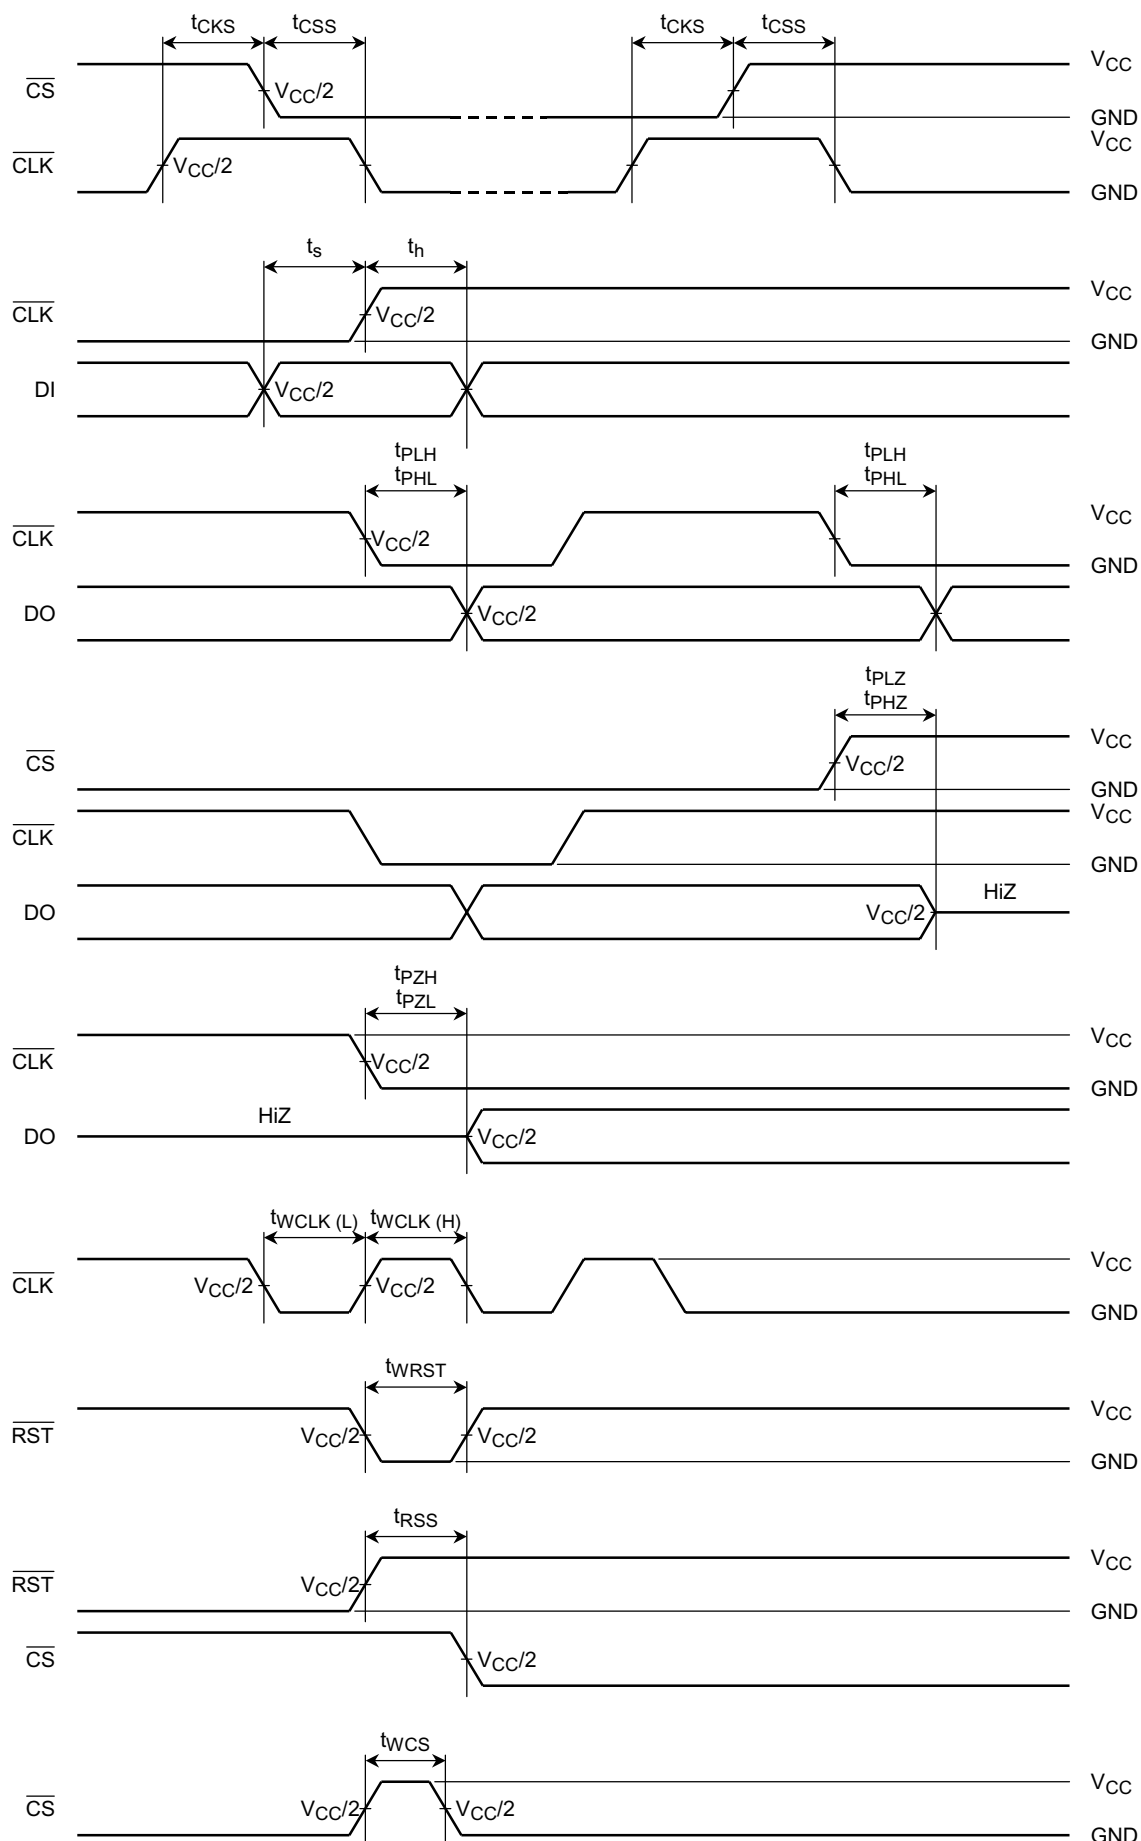 tCKS tCSS tCKS tCSS
VCC
CS VCC/2
GND
VCC
CLK VCC/2
GND
ts th
VCC
CLK VCC/2
GND
DI VCC/2
tPLH tPLH
tPHL tPHL
VCC
CLK VCC/2
GND
DO VCC/2
tPLZ
tPHZ
VCC
CS VCC/2
GND
VCC
CLK
GND
HiZ
DO VCC/2
tPZH
tPZL
VCC
CLK VCC/2
GND
HiZ
DO VCC/2
tWCLK (L) tWCLK (H)
VCC
CLK VCC/2 VCC/2
GND
tWRST
VCC
RST VCC/2 VCC/2
GND
tRSS
VCC
RST VCC/2
GND
CS VCC/2
tWCS
VCC
CS VCC/2 VCC/2
GND